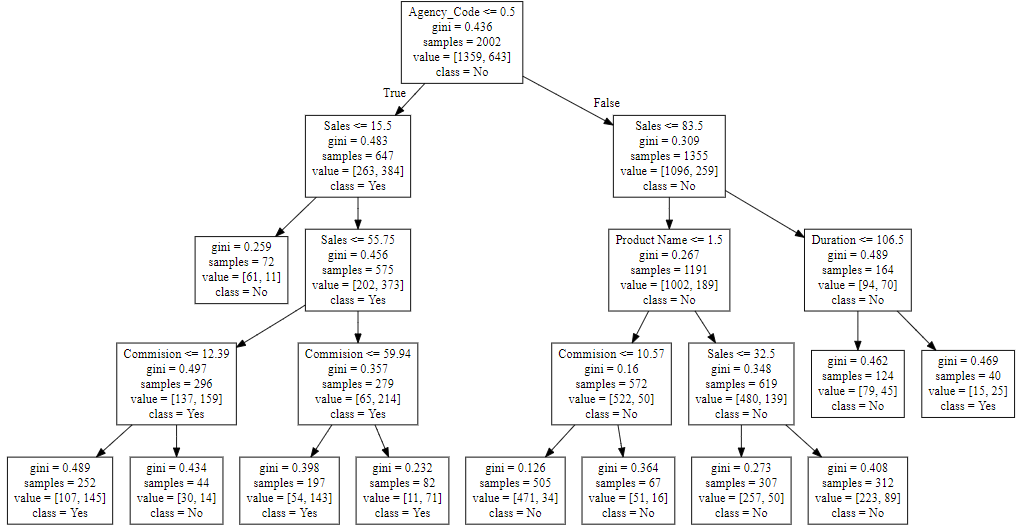 Agency_Code <= 0.5
gini = 0.436
samples = 2002
value = [1359, 643]
class = No
True
False
Sales <= 15.5
gini = 0.483
samples = 647
value = [263, 384]
class = Yes
Sales <= 83.5
gini = 0.309
samples = 1355
value = [1096, 259]
class = No
gini = 0.259
samples = 72
value = [61, 11]
class = No
Sales <= 55.75
gini = 0.456
samples = 575
value = [202, 373]
class = Yes
Product Name <= 1.5
gini = 0.267
samples = 1191
value = [1002, 189]
class = No
Duration <= 106.5
gini = 0.489
samples = 164
value = [94, 70]
class = No
Commision <= 12.39
gini = 0.497
samples = 296
value = [137, 159]
class = Yes
Commision <= 59.94
gini = 0.357
samples = 279
value = [65, 214]
class = Yes
Commision <= 10.57
gini = 0.16
samples = 572
value = [522, 50]
class = No
Sales <= 32.5
gini = 0.348
samples = 619
value = [480, 139]
class = No
gini = 0.462
samples = 124
value = [79, 45]
class = No
gini = 0.469
samples = 40
value = [15, 25]
class = Yes
gini = 0.489
samples = 252
value = [107, 145]
class = Yes
gini = 0.434
samples = 44
value = [30, 14]
class = No
gini = 0.398
samples = 197
value = [54, 143]
class = Yes
gini = 0.232
samples = 82
value = [11, 71]
class = Yes
gini = 0.126
samples = 505
value = [471, 34]
class = No
gini = 0.364
samples = 67
value = [51, 16]
class = No
gini = 0.273
samples = 307
value = [257, 50]
class = No
gini = 0.408
samples = 312
value = [223, 89]
class = No